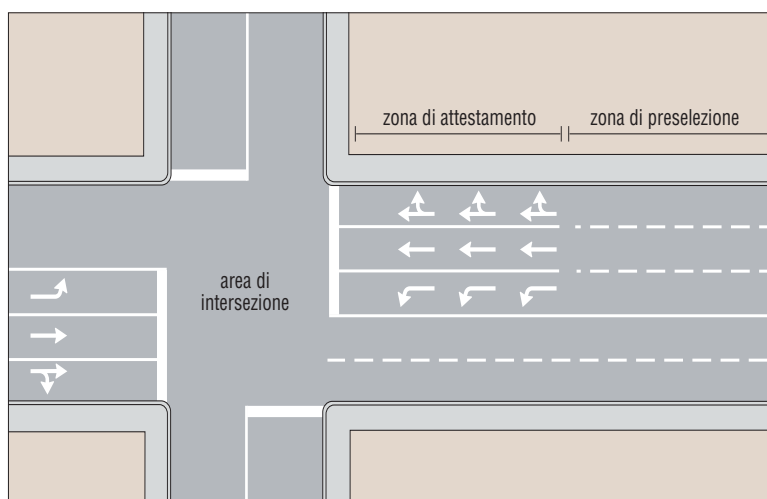 zona di attestamento
zona di preselezione
area di
intersezione